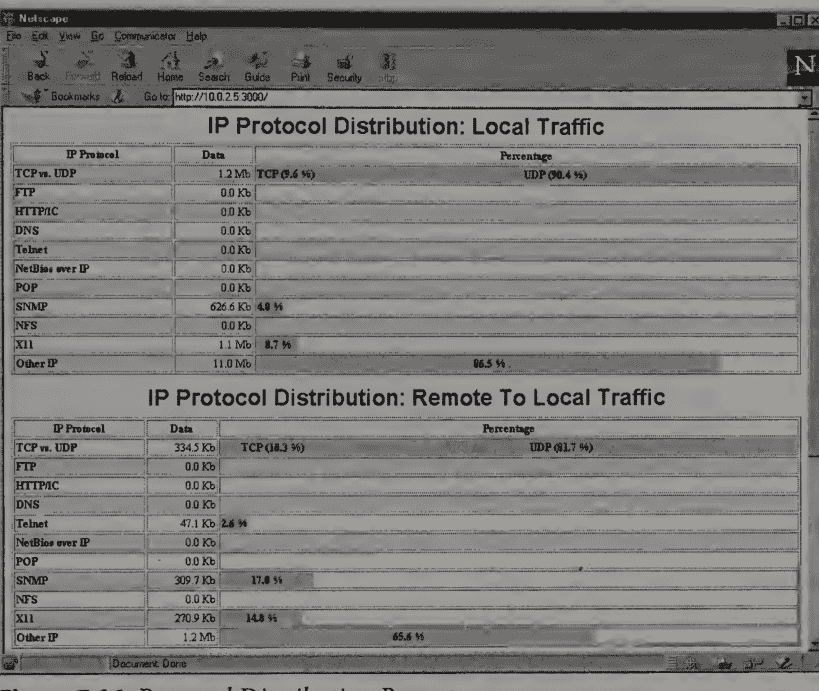 Netscape
File Edit View Go Communicator Help
Back Forward Reload Home Search Guide Print Security Stop
Bookmarks Go to: http://10.0.2.5:3000/
N
IP Protocol Distribution: Local Traffic
IP Protocol Data Percentage
TCP vs. UDP 1.2 Mb TCP (9.6 %) UDP (90.4 %)
FTP 0.0 Kb
HTTP/IC 0.0 Kb
DNS 0.0 Kb
Telnet 0.0 Kb
NetBios over IP 0.0 Kb
POP 0.0 Kb
SNMP 626.6 Kb 4.8 %
NFS 0.0 Kb
X11 1.1 Mb 8.7 %
Other IP 11.0 Mb 86.5 %
IP Protocol Distribution: Remote To Local Traffic
IP Protocol Data Percentage
TCP vs. UDP 334.5 Kb TCP (18.3 %) UDP (81.7 %)
FTP 0.0 Kb
HTTP/IC 0.0 Kb
DNS 0.0 Kb
Telnet 47.1 Kb 2.6 %
NetBios over IP 0.0 Kb
POP 0.0 Kb
SNMP 309.7 Kb 17.0 %
NFS 0.0 Kb
X11 270.9 Kb 14.8 %
Other IP 1.2 Mb 65.6 %
Document: Done